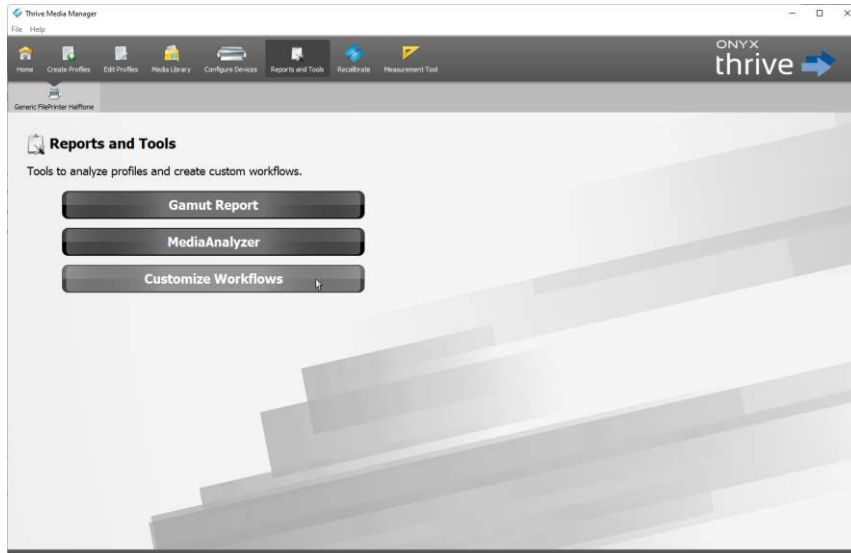 Thrive Media Manager
File Help
Home Create Profiles Edit Profiles Media Library Configure Devices Reports and Tools Recalibrate Measurement Tool
ONYX
thrive
Generic FilePrinter Halftone
Reports and Tools
Tools to analyze profiles and create custom workflows.
Gamut Report
MediaAnalyzer
Customize Workflows